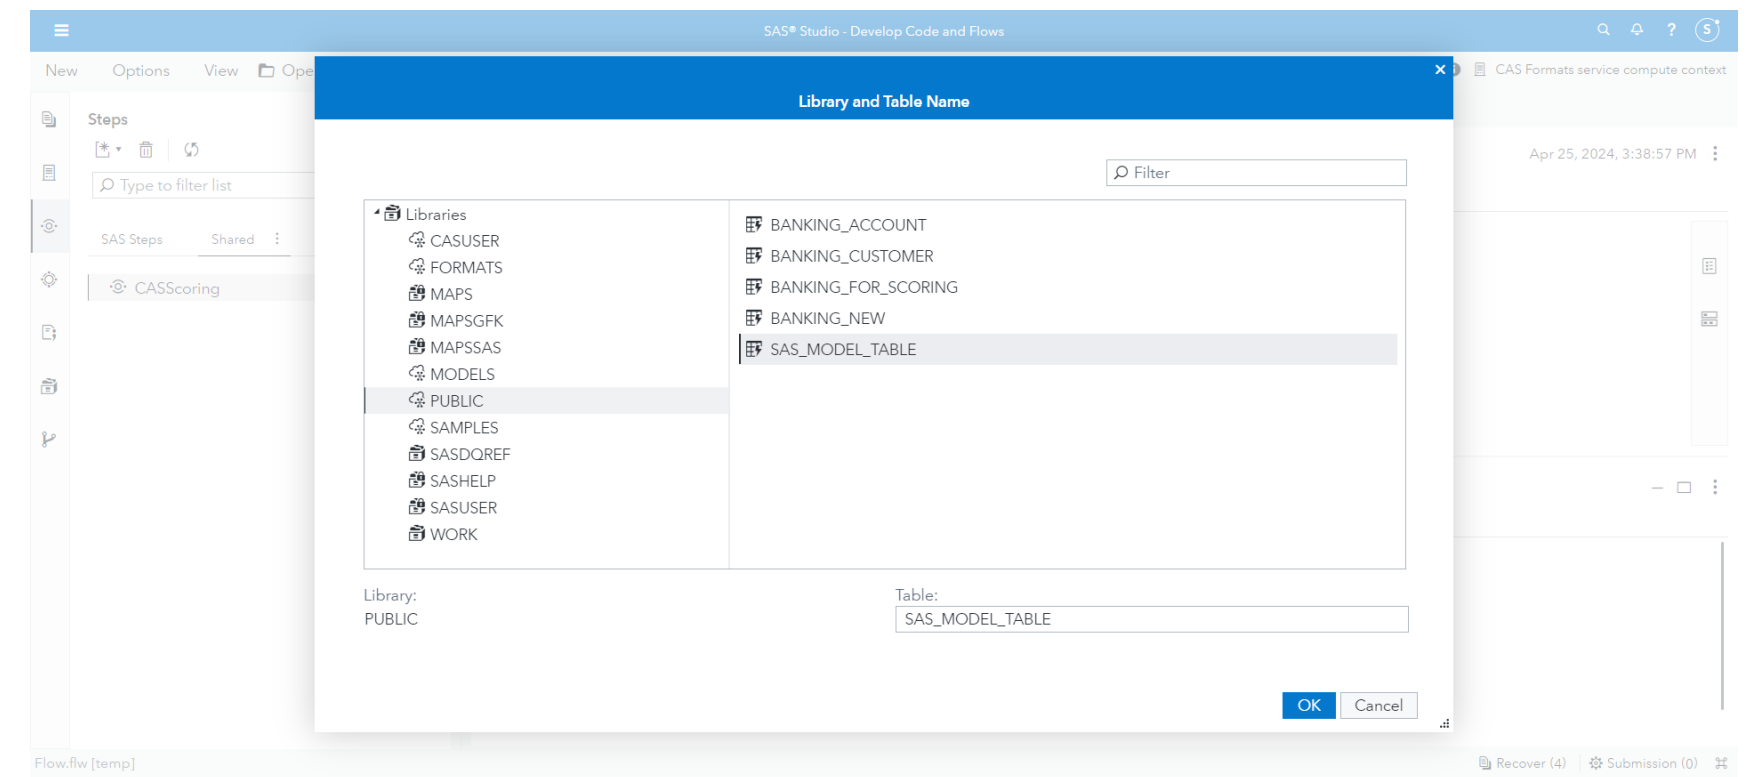 SAS® Studio - Develop Code and Flows
?
S
New Options View Ope
CAS Formats service compute context
Library and Table Name
Steps
Apr 25, 2024, 3:38:57 PM
Filter
Type to filter list
SAS Steps Shared
CASScoring
Libraries
CASUSER
FORMATS
MAPS
MAPSGFK
MAPSSAS
MODELS
PUBLIC
SAMPLES
SASDQREF
SASHELP
SASUSER
WORK
BANKING_ACCOUNT
BANKING_CUSTOMER
BANKING_FOR_SCORING
BANKING_NEW
SAS_MODEL_TABLE
Library:
PUBLIC
Table:
SAS_MODEL_TABLE
OK Cancel
Flow.flw [temp]
Recover (4) Submission (0)